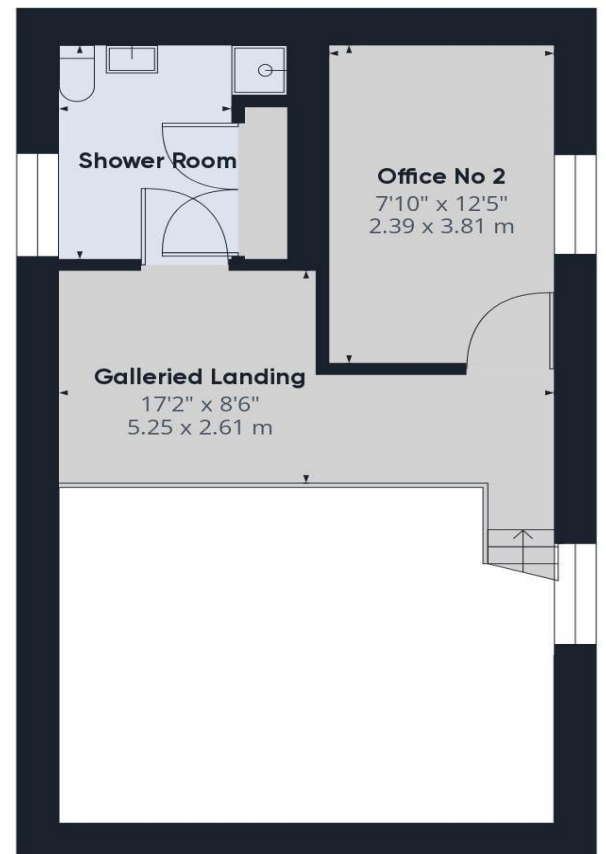 Shower Room
Office No 2
7'10" x 12'5"
2.39 x 3.81 m
Galleried Landing
17'2" x 8'6"
5.25 x 2.61 m